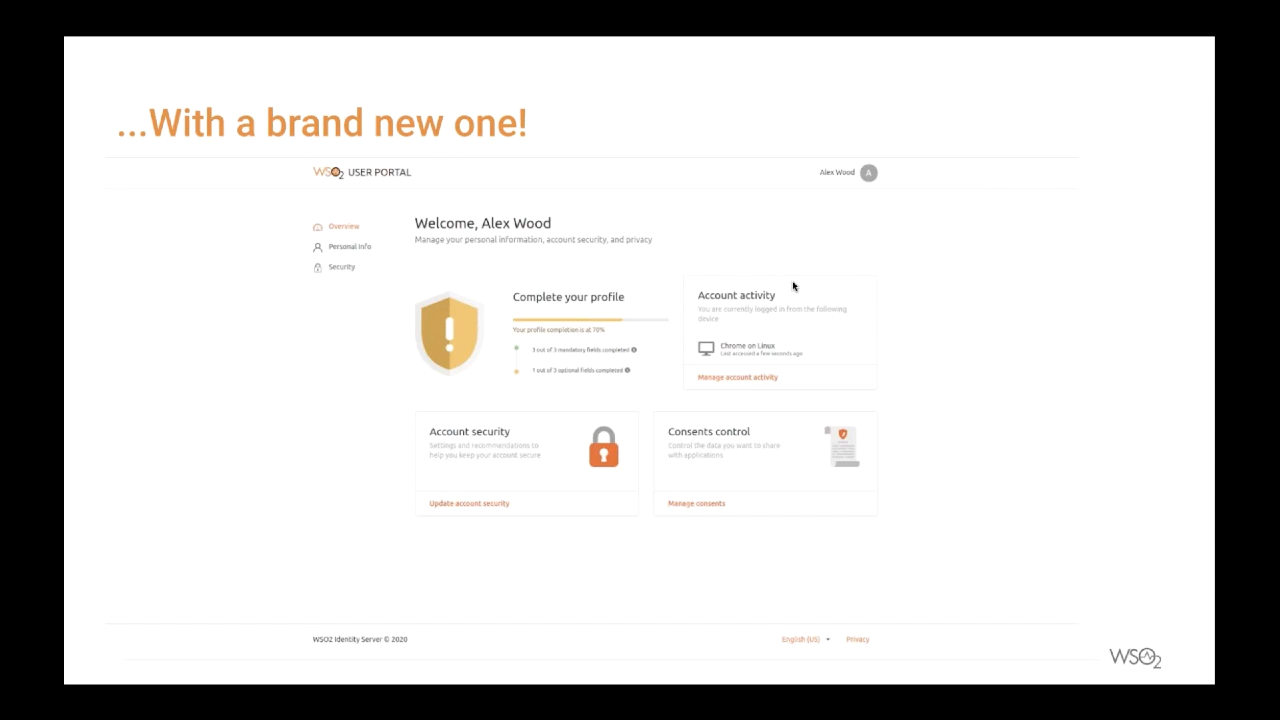 ...With a brand new one!
WSO2 USER PORTAL
Alex Wood
A
Overview
Personal Info
Security
Welcome, Alex Wood
Manage your personal information, account security, and privacy
Complete your profile
Your profile completion is at 70%
3 out of 3 mandatory fields completed
1 out of 3 optional fields completed
Account activity
You are currently logged in from the following
device
Chrome on Linux
Last accessed a few seconds ago
Manage account activity
Account security
Settings and recommendations to
help you keep your account secure
Update account security
Consents control
Control the data you want to share
with applications
Manage consents
WSO2 Identity Server © 2020
English (US)
Privacy
WSO2